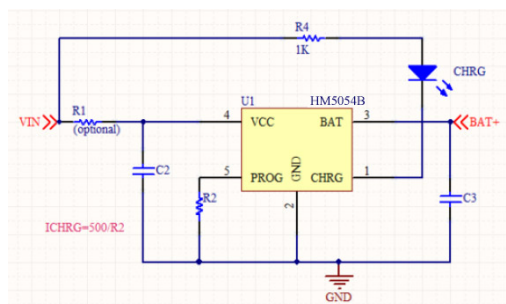 R4
1K
CHRG
U1 HM5054B
VIN R1
(optional)
4 VCC BAT 3
BAT+
C2
5 PROG GND CHRG 1
R2
2
C3
ICHRG=500/R2
GND